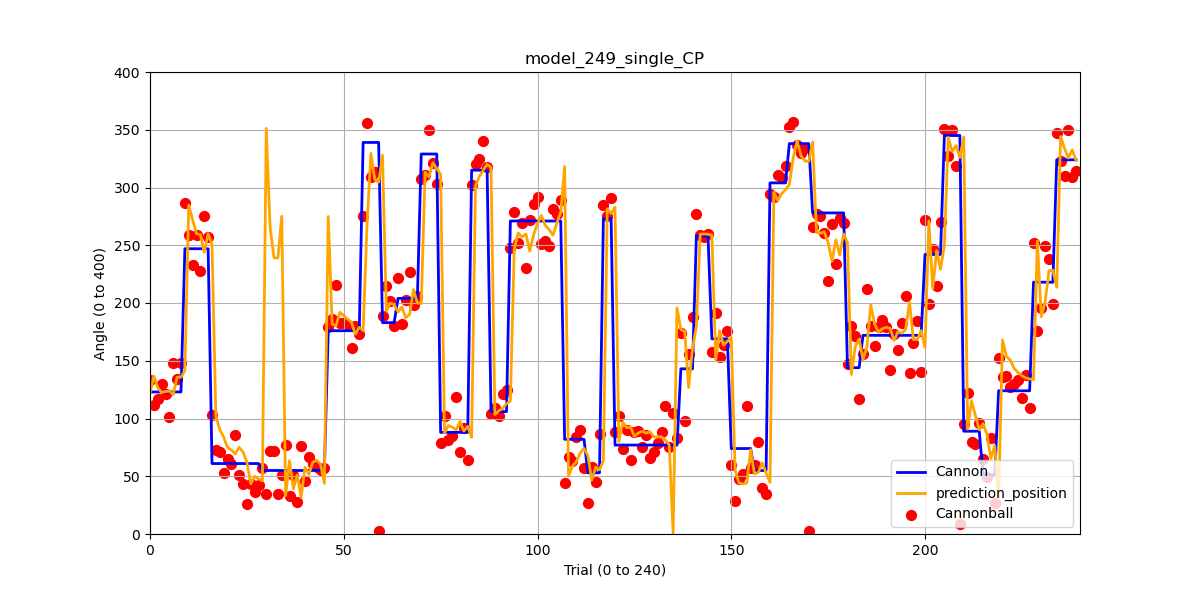 model_249_single_CP
400
350
300
250
200
150
100
50
0
Angle (0 to 400)
0 50 100 150 200
Trial (0 to 240)
Cannon
prediction_position
Cannonball